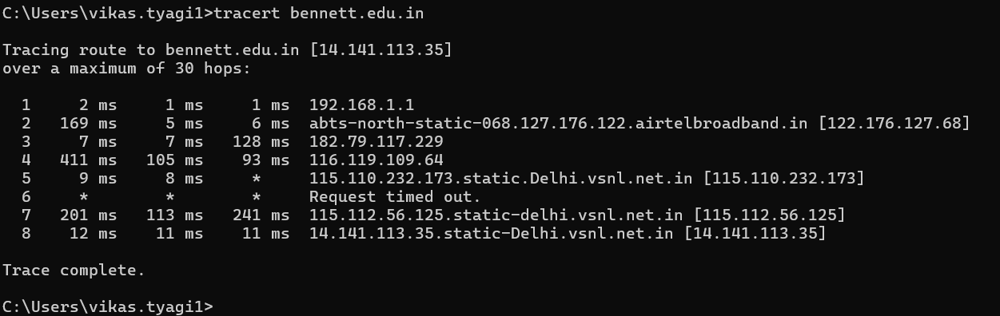 C:\Users\vikas.tyagi1>tracert bennett.edu.in
Tracing route to bennett.edu.in [14.141.113.35]
over a maximum of 30 hops:
  1     2 ms     1 ms     1 ms  192.168.1.1
  2   169 ms     5 ms     6 ms  abts-north-static-068.127.176.122.airtelbroadband.in [122.176.127.68]
  3     7 ms     7 ms   128 ms  182.79.117.229
  4   411 ms   105 ms    93 ms  116.119.109.64
  5     9 ms     8 ms     *     115.110.232.173.static.Delhi.vsnl.net.in [115.110.232.173]
  6     *        *        *     Request timed out.
  7   201 ms   113 ms   241 ms  115.112.56.125.static-delhi.vsnl.net.in [115.112.56.125]
  8    12 ms    11 ms    11 ms  14.141.113.35.static-Delhi.vsnl.net.in [14.141.113.35]
Trace complete.
C:\Users\vikas.tyagi1>